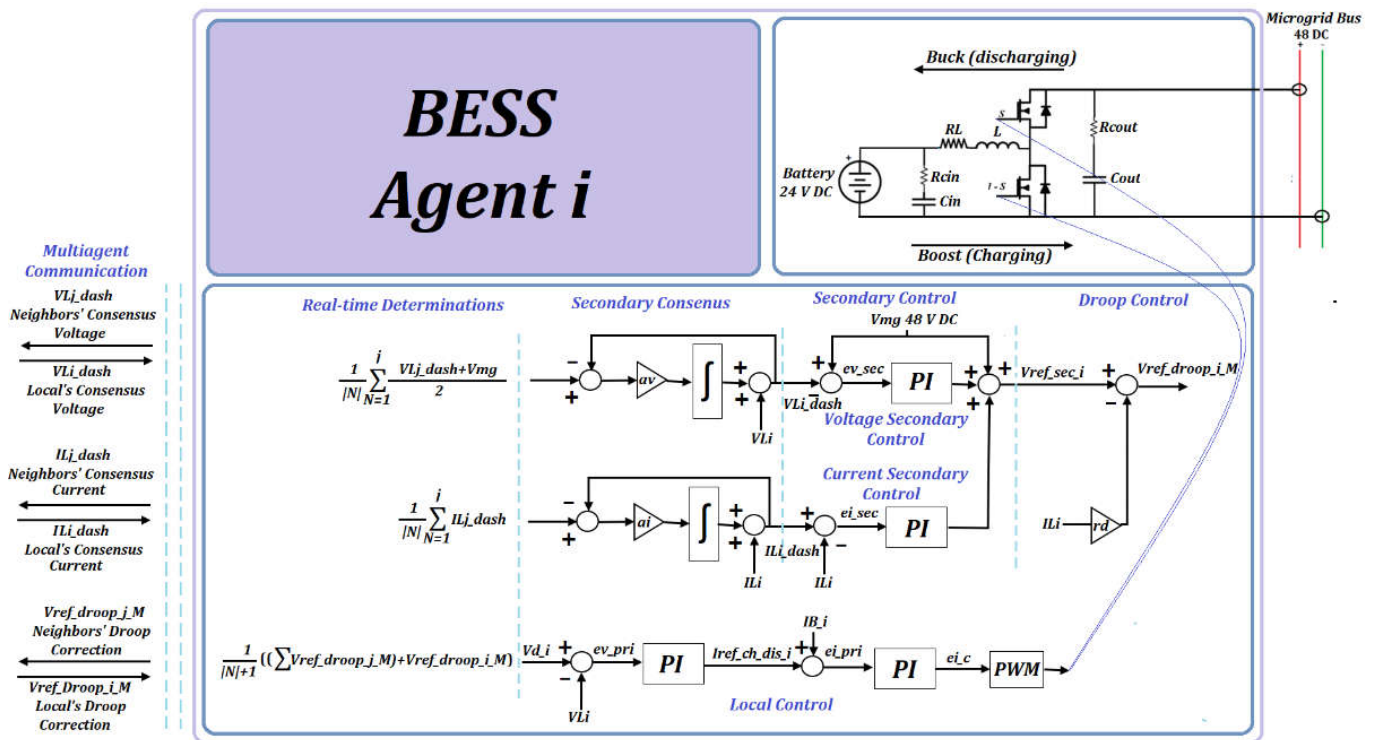 BESS
Agent i
Microgrid Bus
48 DC
+ -
Buck (discharging)
S
RL
L
Rcout
Cout
+
Battery
24 V DC
Rcin
Cin
1 - S
Boost (Charging)
Multiagent
Communication
VLj_dash
Neighbors' Consensus
Voltage
VLi_dash
Local's Consensus
Voltage
ILj_dash
Neighbors' Consensus
Current
ILi_dash
Local's Consensus
Current
Vref_droop_j_M
Neighbors' Droop
Correction
Vref_Droop_i_M
Local's Droop
Correction
Real-time Determinations
Secondary Consenus
Secondary Control
Droop Control
1/|N| ∑ N=1 j VLj_dash+Vmg/2
− +
av
∫
+ +
VLi
Vmg 48 V DC
+ −
VLi_dash
ev_sec
PI
+ + +
Voltage Secondary
Control
Vref_sec_i
+ −
Vref_droop_i_M
1/|N| ∑ N=1 j ILj_dash
− +
ai
∫
+ +
ILi
ILi_dash
Current Secondary
Control
+ −
ei_sec
PI
ILi
ILi
rd
1/|N|+1 ((∑Vref_droop_j_M)+Vref_droop_i_M)
Vd_i
+ −
VLi
ev_pri
PI
Iref_ch_dis_i
IB_i
+
ei_pri
PI
ei_c
PWM
Local Control